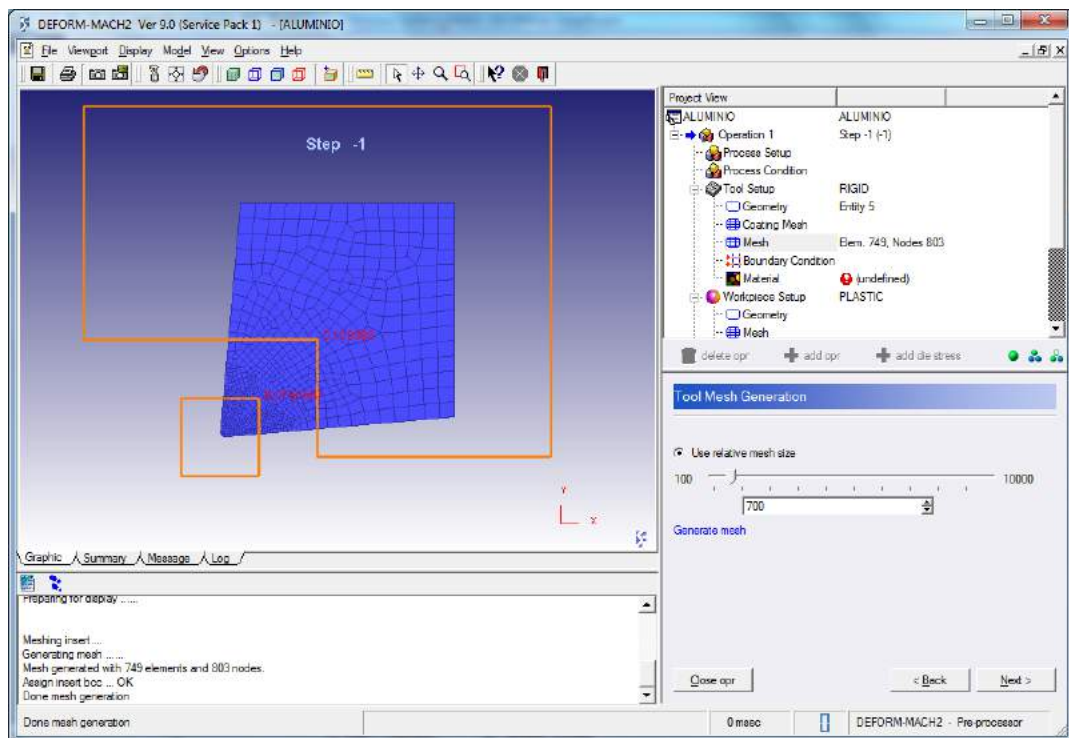 DEFORM-MACH2 Ver 9.0 (Service Pack 1) - [ALUMINIO]
File Viewport Display Model View Options Help
Step -1
Y
X
Project View
ALUMINIO ALUMINIO
Operation 1 Step -1 (-1)
Process Setup
Process Condition
Tool Setup RIGID
Geometry Entity 5
Coating Mesh
Mesh Elem. 749, Nodes 803
Boundary Condition
Material (undefined)
Workpiece Setup PLASTIC
Geometry
Mesh
delete opr add opr add die stress
Tool Mesh Generation
Use relative mesh size
100 10000
700
Generate mesh
Close opr < Back Next >
Graphic Summary Message Log
Preparing for display ......
Meshing insert ...
Generating mesh ......
Mesh generated with 749 elements and 803 nodes.
Assign insert bcc ... OK
Done mesh generation
Done mesh generation 0 msec DEFORM-MACH2 - Pre-processor